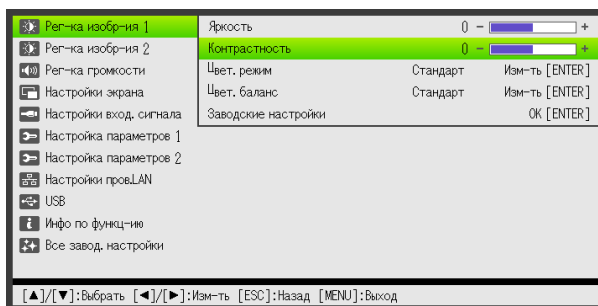 Рег-ка изобр-ия 1
Рег-ка изобр-ия 2
Рег-ка громкости
Настройки экрана
Настройки вход. сигнала
Настройка параметров 1
Настройка параметров 2
Настройки пров.LAN
USB
Инфо по функц-ию
Все завод. настройки
Яркость 0 - +
Контрастность 0 - +
Цвет. режим Стандарт Изм-ть [ENTER]
Цвет. баланс Стандарт Изм-ть [ENTER]
Заводские настройки OK [ENTER]
[▲]/[▼]:Выбрать [◄]/[►]:Изм-ть [ESC]:Назад [MENU]:Выход